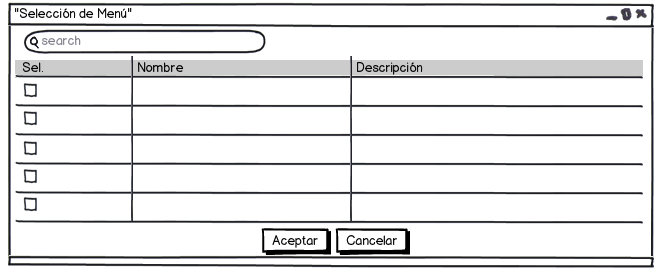 "Selección de Menú"
search
Sel. Nombre Descripción
Aceptar Cancelar